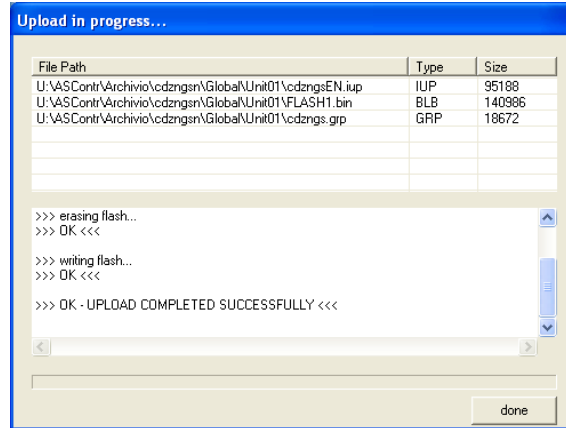 Upload in progress...
File Path Type Size
U:\ASContr\Archivio\cdzngsn\Global\Unit01\cdzngsEN.iup IUP 95188
U:\ASContr\Archivio\cdzngsn\Global\Unit01\FLASH1.bin BLB 140986
U:\ASContr\Archivio\cdzngsn\Global\Unit01\cdzngs.grp GRP 18672
>>> erasing flash...
>>> OK <<<
>>> writing flash...
>>> OK <<<
>>> OK - UPLOAD COMPLETED SUCCESSFULLY <<<
done